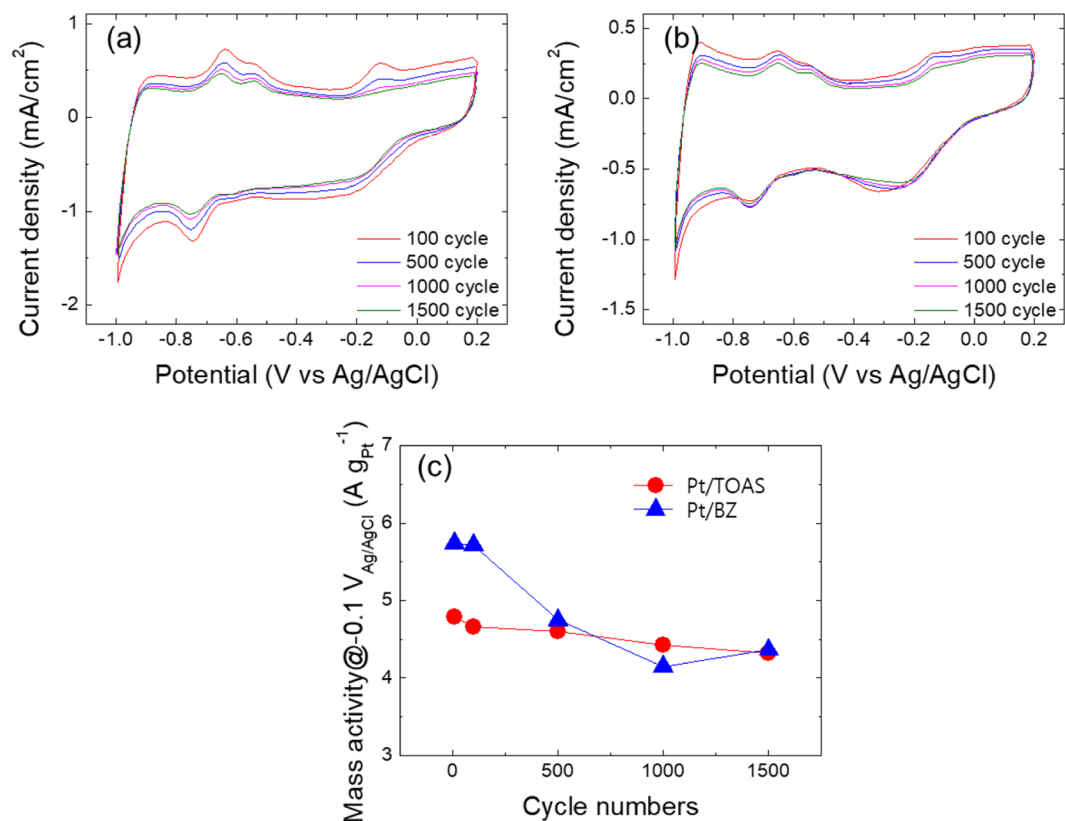 (a)
Current density (mA/cm²)
1
0
-1
-2
100 cycle
500 cycle
1000 cycle
1500 cycle
-1.0 -0.8 -0.6 -0.4 -0.2 0.0 0.2
Potential (V vs Ag/AgCl)
(b)
Current density (mA/cm²)
0.5
0.0
-0.5
-1.0
-1.5
100 cycle
500 cycle
1000 cycle
1500 cycle
-1.0 -0.8 -0.6 -0.4 -0.2 0.0 0.2
Potential (V vs Ag/AgCl)
(c)
Mass activity@-0.1 V_Ag/AgCl (A g_Pt⁻¹)
7
6
5
4
3
Pt/TOAS
Pt/BZ
0 500 1000 1500
Cycle numbers